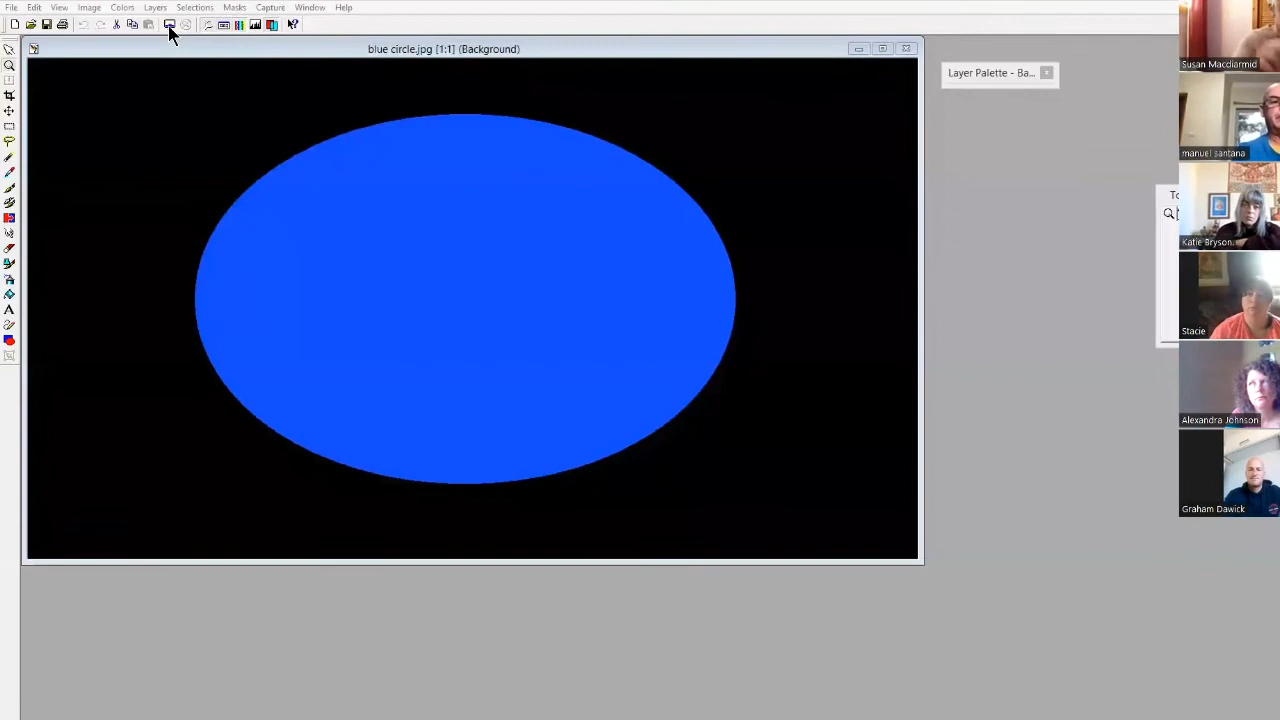 File Edit View Image Colors Layers Selections Masks Capture Window Help
blue circle.jpg [1:1] (Background)
Layer Palette - Ba...
To
Susan Macdiarmid
manuel santana
Katie Bryson.
Stacie
Alexandra Johnson
Graham Dawick